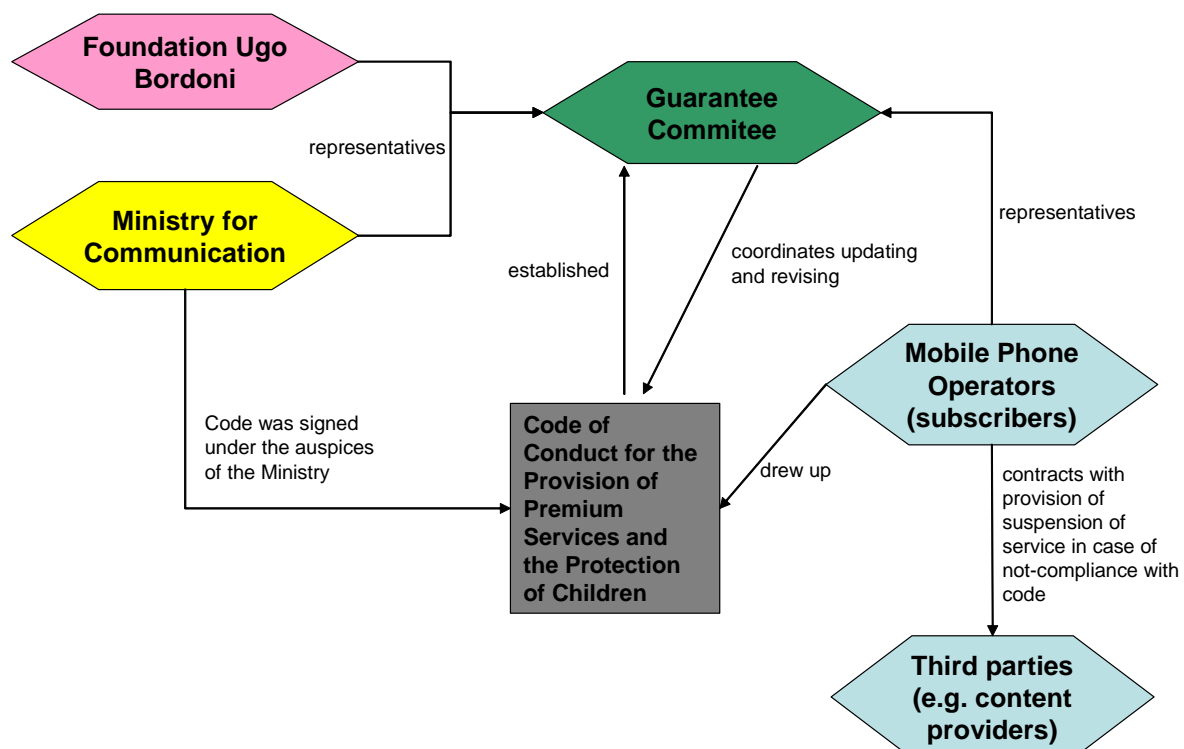 Foundation Ugo
Bordoni
Guarantee
Commitee
representatives
Ministry for
Communication
representatives
established
coordinates updating
and revising
Mobile Phone
Operators
(subscribers)
Code was signed
under the auspices
of the Ministry
Code of
Conduct for the
Provision of
Premium
Services and
the Protection
of Children
drew up
contracts with
provision of
suspension of
service in case of
not-compliance with
code
Third parties
(e.g. content
providers)